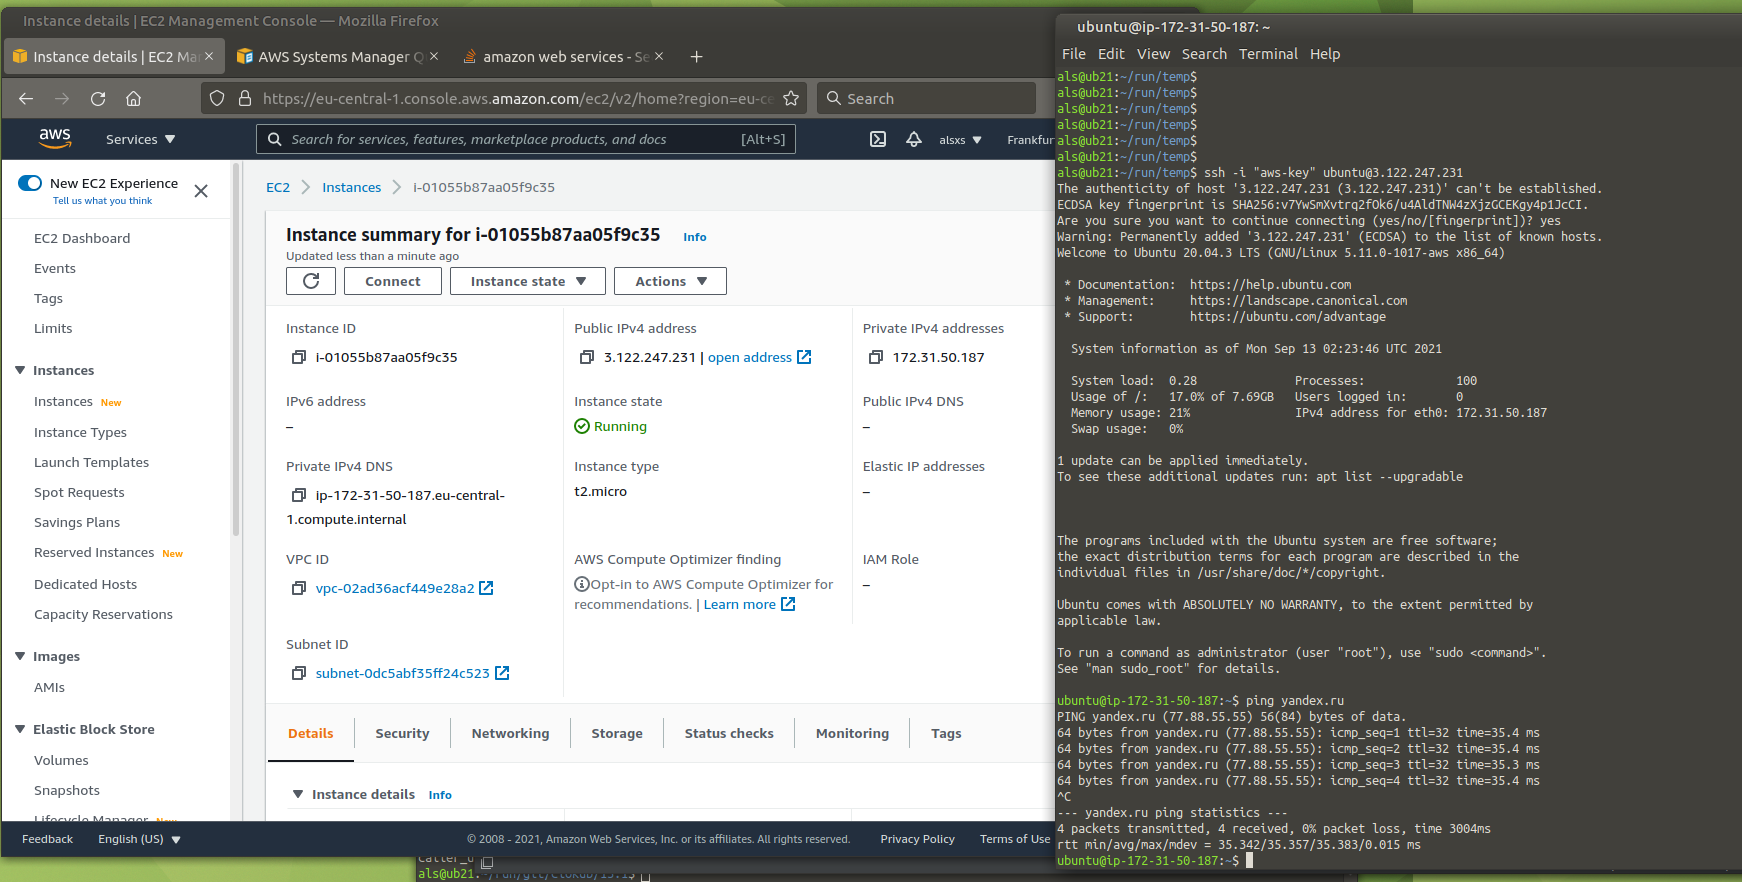 Instance details | EC2 Management Console — Mozilla Firefox
Instance details | EC2 Ma
AWS Systems Manager Q
amazon web services - Se
https://eu-central-1.console.aws.amazon.com/ec2/v2/home?region=eu-ce
Search
aws
Services
Search for services, features, marketplace products, and docs
[Alt+S]
alsxs
Frankfur
New EC2 Experience
Tell us what you think
EC2 Dashboard
Events
Tags
Limits
Instances
Instances New
Instance Types
Launch Templates
Spot Requests
Savings Plans
Reserved Instances New
Dedicated Hosts
Capacity Reservations
Images
AMIs
Elastic Block Store
Volumes
Snapshots
Lifecycle Manager New
EC2
Instances
i-01055b87aa05f9c35
Instance summary for i-01055b87aa05f9c35 Info
Updated less than a minute ago
Connect
Instance state
Actions
Instance ID
i-01055b87aa05f9c35
Public IPv4 address
3.122.247.231 | open address
Private IPv4 addresses
172.31.50.187
IPv6 address
–
Instance state
Running
Public IPv4 DNS
–
Private IPv4 DNS
ip-172-31-50-187.eu-central-
1.compute.internal
Instance type
t2.micro
Elastic IP addresses
–
VPC ID
vpc-02ad36acf449e28a2
AWS Compute Optimizer finding
Opt-in to AWS Compute Optimizer for
recommendations. | Learn more
IAM Role
–
Subnet ID
subnet-0dc5abf35ff24c523
Details
Security
Networking
Storage
Status checks
Monitoring
Tags
Instance details Info
Feedback
English (US)
© 2008 - 2021, Amazon Web Services, Inc. or its affiliates. All rights reserved.
Privacy Policy
Terms of Use
ubuntu@ip-172-31-50-187: ~
File Edit View Search Terminal Help
als@ub21:~/run/temp$
als@ub21:~/run/temp$
als@ub21:~/run/temp$
als@ub21:~/run/temp$
als@ub21:~/run/temp$
als@ub21:~/run/temp$
als@ub21:~/run/temp$ ssh -i "aws-key" ubuntu@3.122.247.231
The authenticity of host '3.122.247.231 (3.122.247.231)' can't be established.
ECDSA key fingerprint is SHA256:v7YwSmXvtrq2fOk6/u4AldTNW4zXjzGCEKgy4p1JcCI.
Are you sure you want to continue connecting (yes/no/[fingerprint])? yes
Warning: Permanently added '3.122.247.231' (ECDSA) to the list of known hosts.
Welcome to Ubuntu 20.04.3 LTS (GNU/Linux 5.11.0-1017-aws x86_64)
* Documentation: https://help.ubuntu.com
* Management: https://landscape.canonical.com
* Support: https://ubuntu.com/advantage
System information as of Mon Sep 13 02:23:46 UTC 2021
System load: 0.28 Processes: 100
Usage of /: 17.0% of 7.69GB Users logged in: 0
Memory usage: 21% IPv4 address for eth0: 172.31.50.187
Swap usage: 0%
1 update can be applied immediately.
To see these additional updates run: apt list --upgradable
The programs included with the Ubuntu system are free software;
the exact distribution terms for each program are described in the
individual files in /usr/share/doc/*/copyright.
Ubuntu comes with ABSOLUTELY NO WARRANTY, to the extent permitted by
applicable law.
To run a command as administrator (user "root"), use "sudo <command>".
See "man sudo_root" for details.
ubuntu@ip-172-31-50-187:~$ ping yandex.ru
PING yandex.ru (77.88.55.55) 56(84) bytes of data.
64 bytes from yandex.ru (77.88.55.55): icmp_seq=1 ttl=32 time=35.4 ms
64 bytes from yandex.ru (77.88.55.55): icmp_seq=2 ttl=32 time=35.4 ms
64 bytes from yandex.ru (77.88.55.55): icmp_seq=3 ttl=32 time=35.3 ms
64 bytes from yandex.ru (77.88.55.55): icmp_seq=4 ttl=32 time=35.4 ms
^C
--- yandex.ru ping statistics ---
4 packets transmitted, 4 received, 0% packet loss, time 3004ms
rtt min/avg/max/mdev = 35.342/35.357/35.383/0.015 ms
ubuntu@ip-172-31-50-187:~$
als@ub21: